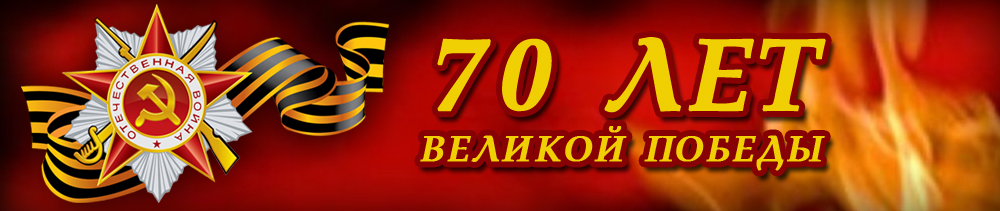 ОТЕЧЕСТВЕННАЯ ВОЙНА
70 ЛЕТ
ВЕЛИКОЙ ПОБЕДЫ